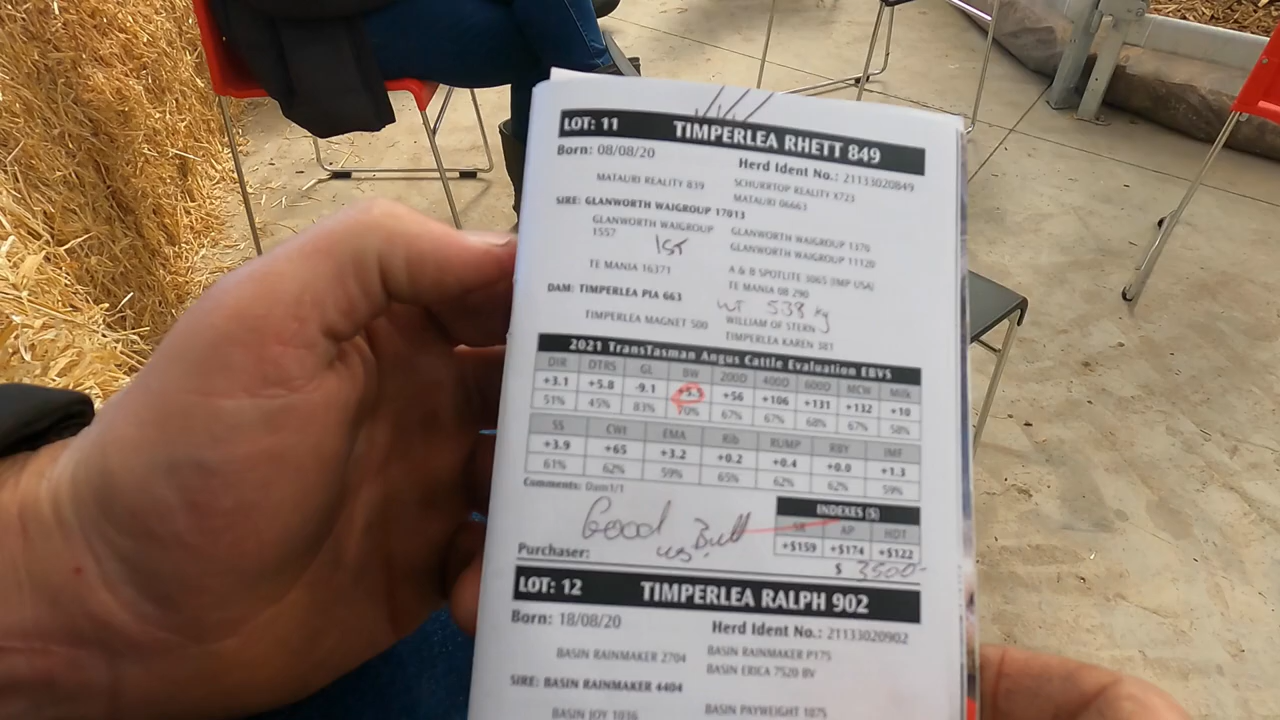 LOT: 11 TIMPERLEA RHETT 849
Born: 08/08/20 Herd Ident No.: 21133020849
MATAURI REALITY 839 SCHURRTOP REALITY X723
MATAURI 06663
SIRE: GLANWORTH WAIGROUP 17013
GLANWORTH WAIGROUP 1557 GLANWORTH WAIGROUP 1370
GLANWORTH WAIGROUP 11120
1ST
TE MANIA 16371 A & B SPOTLITE 3065 (IMP USA)
TE MANIA 08 290
DAM: TIMPERLEA PIA 663
WT 538 kg
TIMPERLEA MAGNET 500 WILLIAM OF STERN
TIMPERLEA KAREN 381
2021 TransTasman Angus Cattle Evaluation EBVS
DIR DTRS GL BW 200D 400D 600D MCW Milk
+3.1 +5.8 -9.1 +5.5 +56 +106 +131 +132 +10
51% 45% 83% 70% 67% 67% 68% 67% 58%
SS CWt EMA Rib RUMP RBY IMF
+3.9 +65 +3.2 +0.2 +0.4 +0.0 +1.3
61% 62% 59% 65% 62% 62% 59%
Comments: Dam1/1
Good Bull
us.
INDEXES ($)
SR AP HDT
+$159 +$174 +$122
Purchaser: $ 3500-
LOT: 12 TIMPERLEA RALPH 902
Born: 18/08/20 Herd Ident No.: 21133020902
BASIN RAINMAKER 2704 BASIN RAINMAKER P175
BASIN ERICA 7520 BV
SIRE: BASIN RAINMAKER 4404
BASIN JOY 1036 BASIN PAYWEIGHT 1075